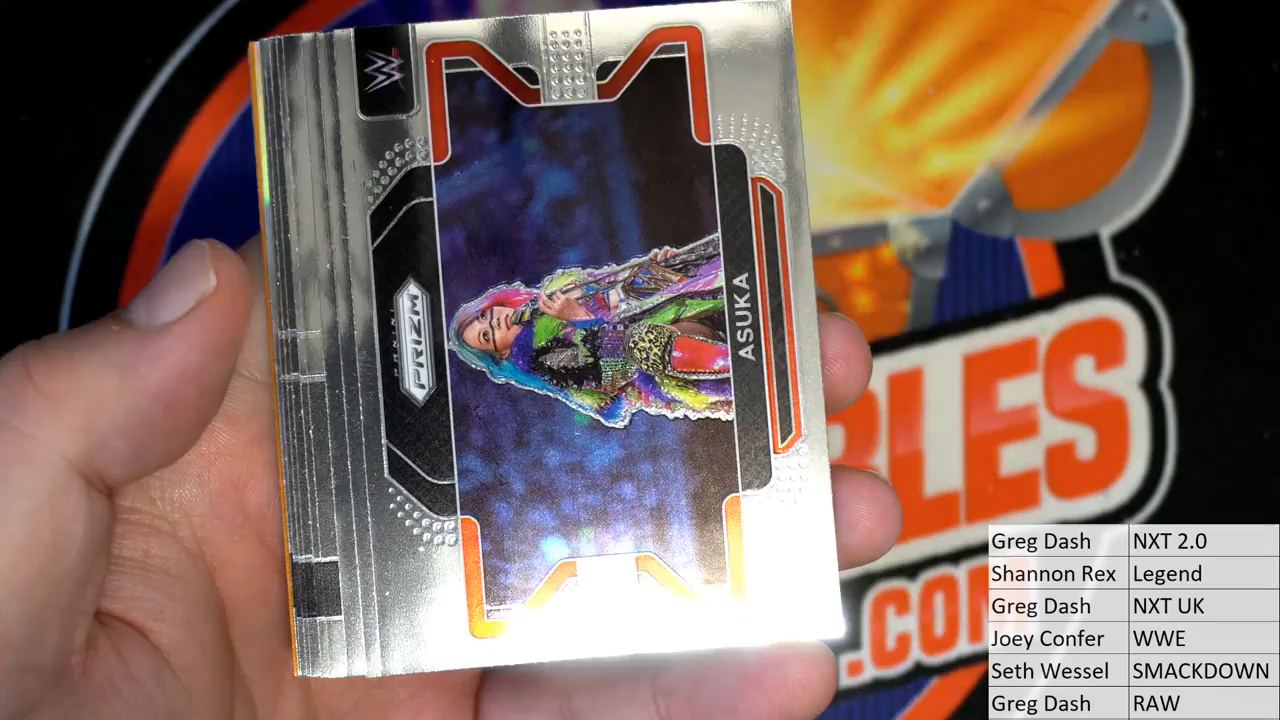 W
PANINI
PRIZM
ASUKA
BLES
.COM
Greg Dash NXT 2.0
Shannon Rex Legend
Greg Dash NXT UK
Joey Confer WWE
Seth Wessel SMACKDOWN
Greg Dash RAW